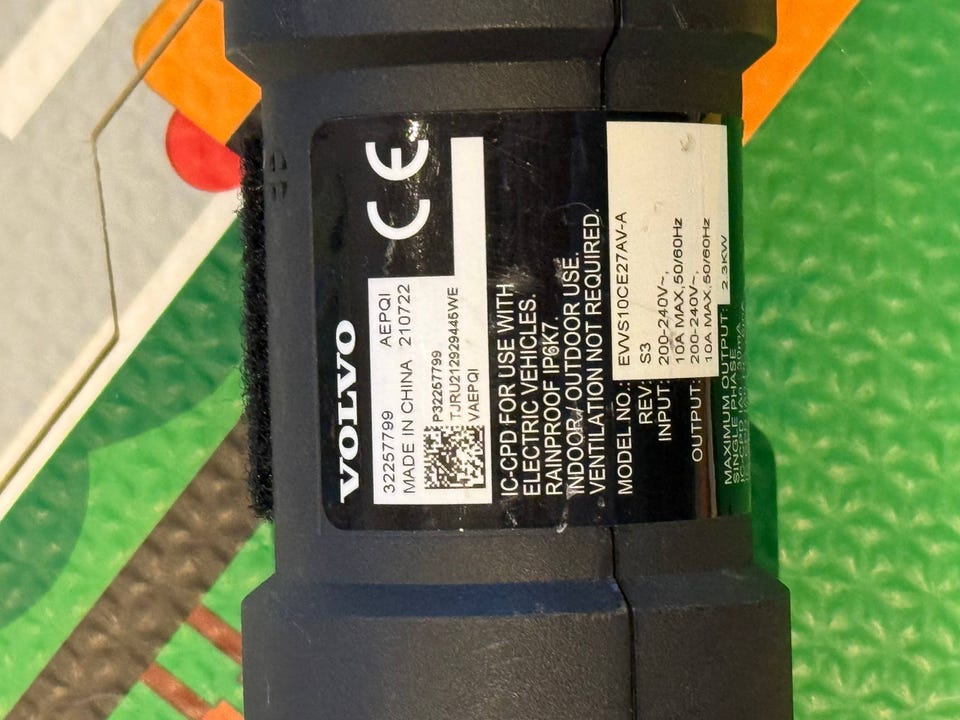 VOLVO
CE
32257799 AEPQI
MADE IN CHINA 210722
P32257799
TJRU212929445WE
VAEPQI
IC-CPD FOR USE WITH
ELECTRIC VEHICLES.
RAINPROOF IP6K7.
INDOOR / OUTDOOR USE.
VENTILATION NOT REQUIRED.
MODEL NO.: EVVS10CE27AV-A
REV: S3
INPUT: 200-240V~,
10A MAX,50/60Hz
OUTPUT: 200-240V~,
10A MAX,50/60Hz
MAXIMUM OUTPUT: 2.3KW
SINGLE PHASE